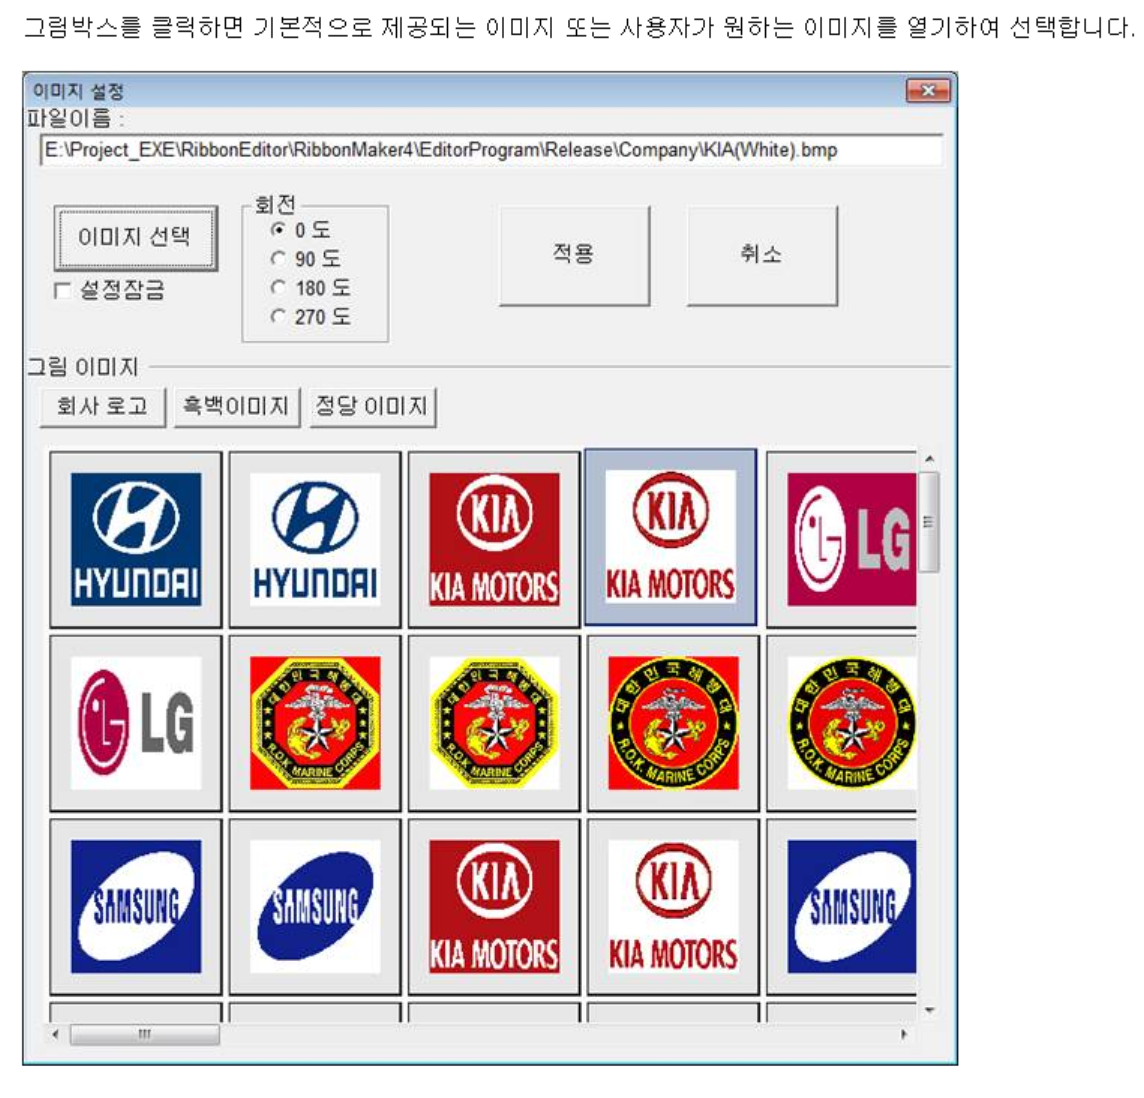 그림박스를 클릭하면 기본적으로 제공되는 이미지 또는 사용자가 원하는 이미지를 열기하여 선택합니다.
이미지 설정
파일이름 :
E:\Project_EXE\RibbonEditor\RibbonMaker4\EditorProgram\Release\Company\KIA(White).bmp
이미지 선택
설정잠금
회전
0 도
90 도
180 도
270 도
적용
취소
그림 이미지
회사 로고 흑백이미지 정당 이미지
HYUNDAI HYUNDAI KIA KIA MOTORS KIA KIA MOTORS LG
LG 대한민국해병대 R.O.K. MARINE CORPS 대한민국해병대 R.O.K. MARINE CORPS 대한민국해병대 R.O.K. MARINE CORPS 대한민국해병대 R.O.K. MARINE CORPS
SAMSUNG SAMSUNG KIA KIA MOTORS KIA KIA MOTORS SAMSUNG